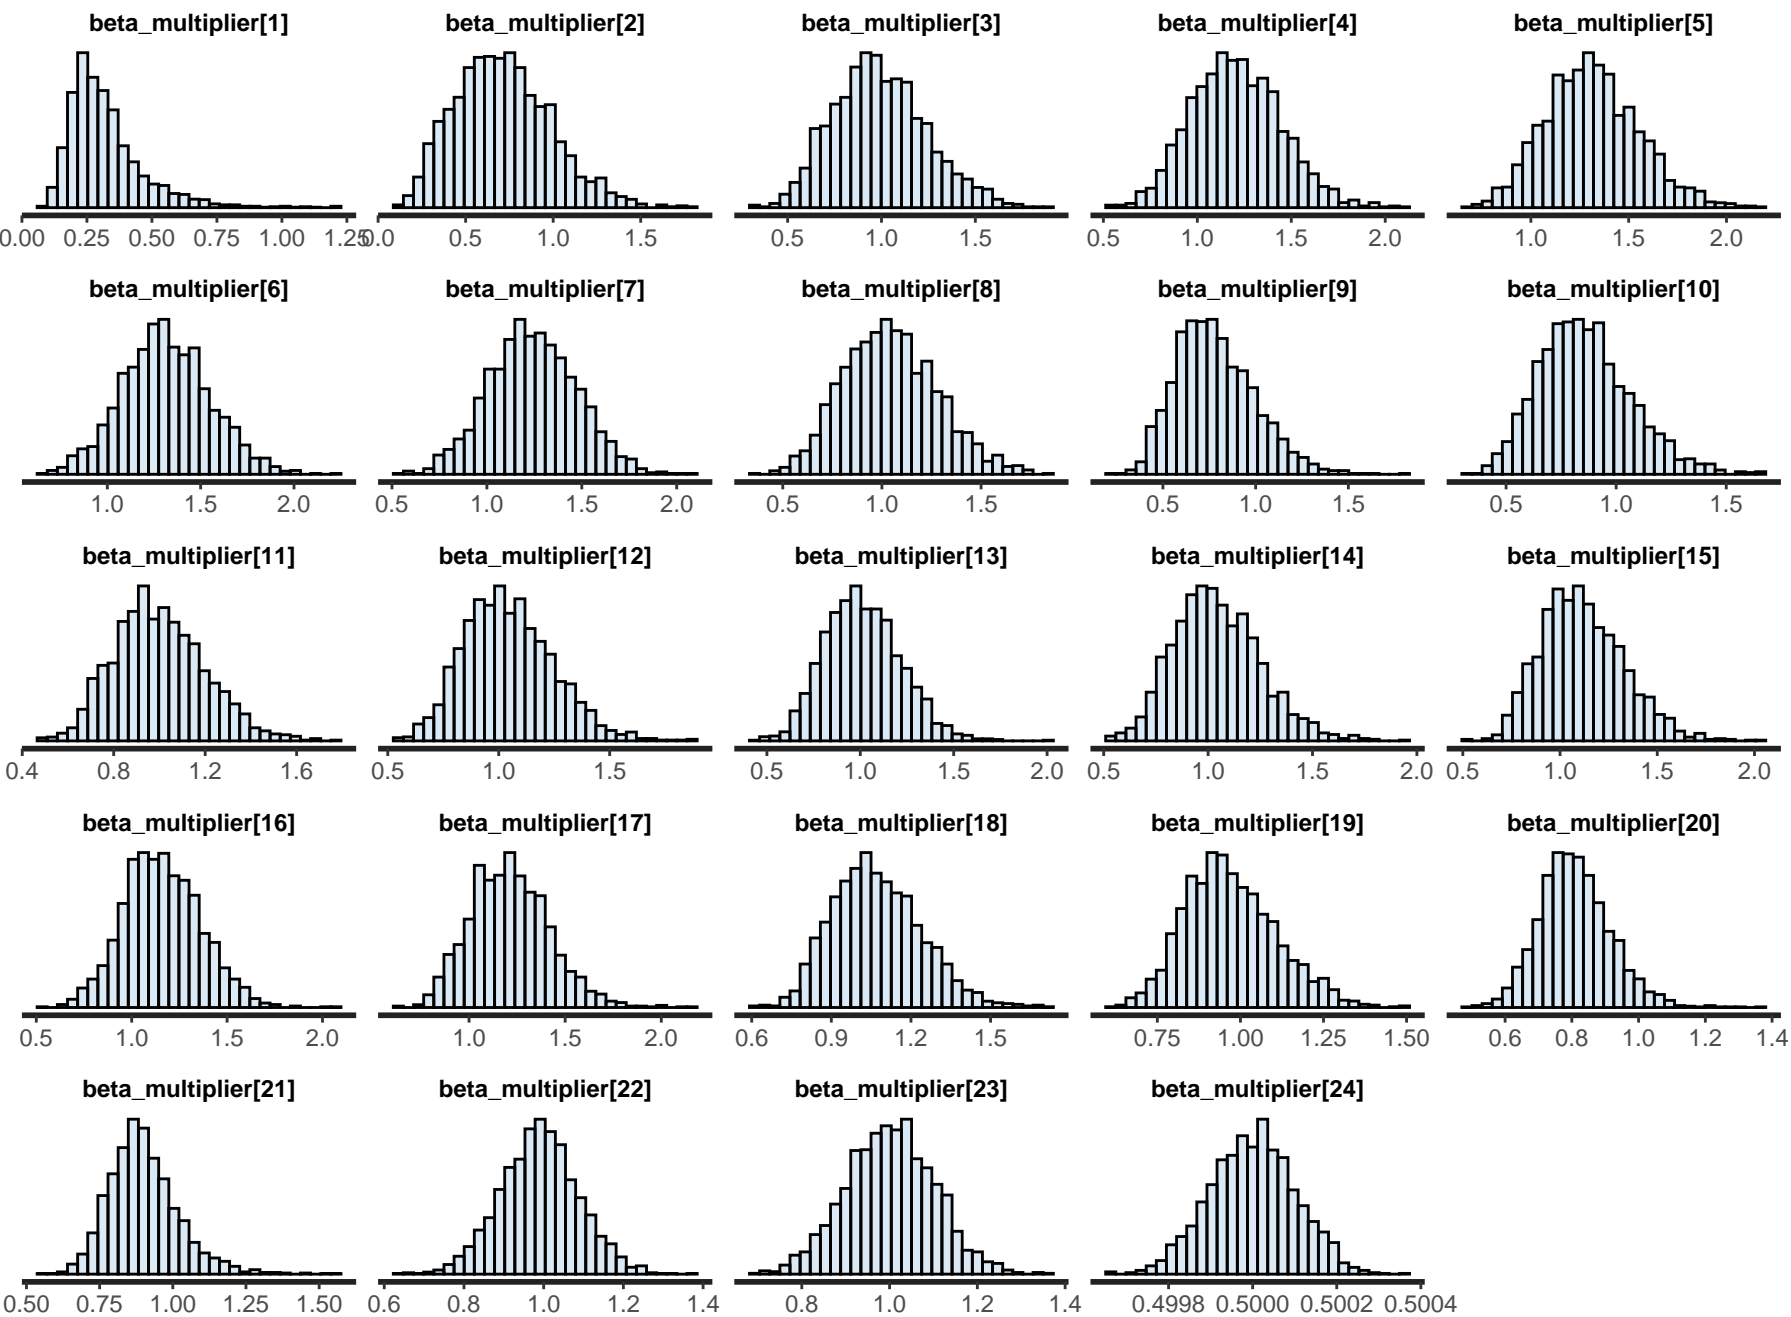 beta_multiplier[1] beta_multiplier[2] beta_multiplier[3] beta_multiplier[4] beta_multiplier[5]
0.00 0.25 0.50 0.75 1.00 1.25 0.0 0.5 1.0 1.5 0.5 1.0 1.5 0.5 1.0 1.5 2.0 1.0 1.5 2.0
beta_multiplier[6] beta_multiplier[7] beta_multiplier[8] beta_multiplier[9] beta_multiplier[10]
1.0 1.5 2.0 0.5 1.0 1.5 2.0 0.5 1.0 1.5 0.5 1.0 1.5 0.5 1.0 1.5
beta_multiplier[11] beta_multiplier[12] beta_multiplier[13] beta_multiplier[14] beta_multiplier[15]
0.4 0.8 1.2 1.6 0.5 1.0 1.5 0.5 1.0 1.5 2.0 0.5 1.0 1.5 2.0 0.5 1.0 1.5 2.0
beta_multiplier[16] beta_multiplier[17] beta_multiplier[18] beta_multiplier[19] beta_multiplier[20]
0.5 1.0 1.5 2.0 1.0 1.5 2.0 0.6 0.9 1.2 1.5 0.75 1.00 1.25 1.50 0.6 0.8 1.0 1.2 1.4
beta_multiplier[21] beta_multiplier[22] beta_multiplier[23] beta_multiplier[24]
0.50 0.75 1.00 1.25 1.50 0.6 0.8 1.0 1.2 1.4 0.8 1.0 1.2 1.4 0.4998 0.5000 0.5002 0.5004